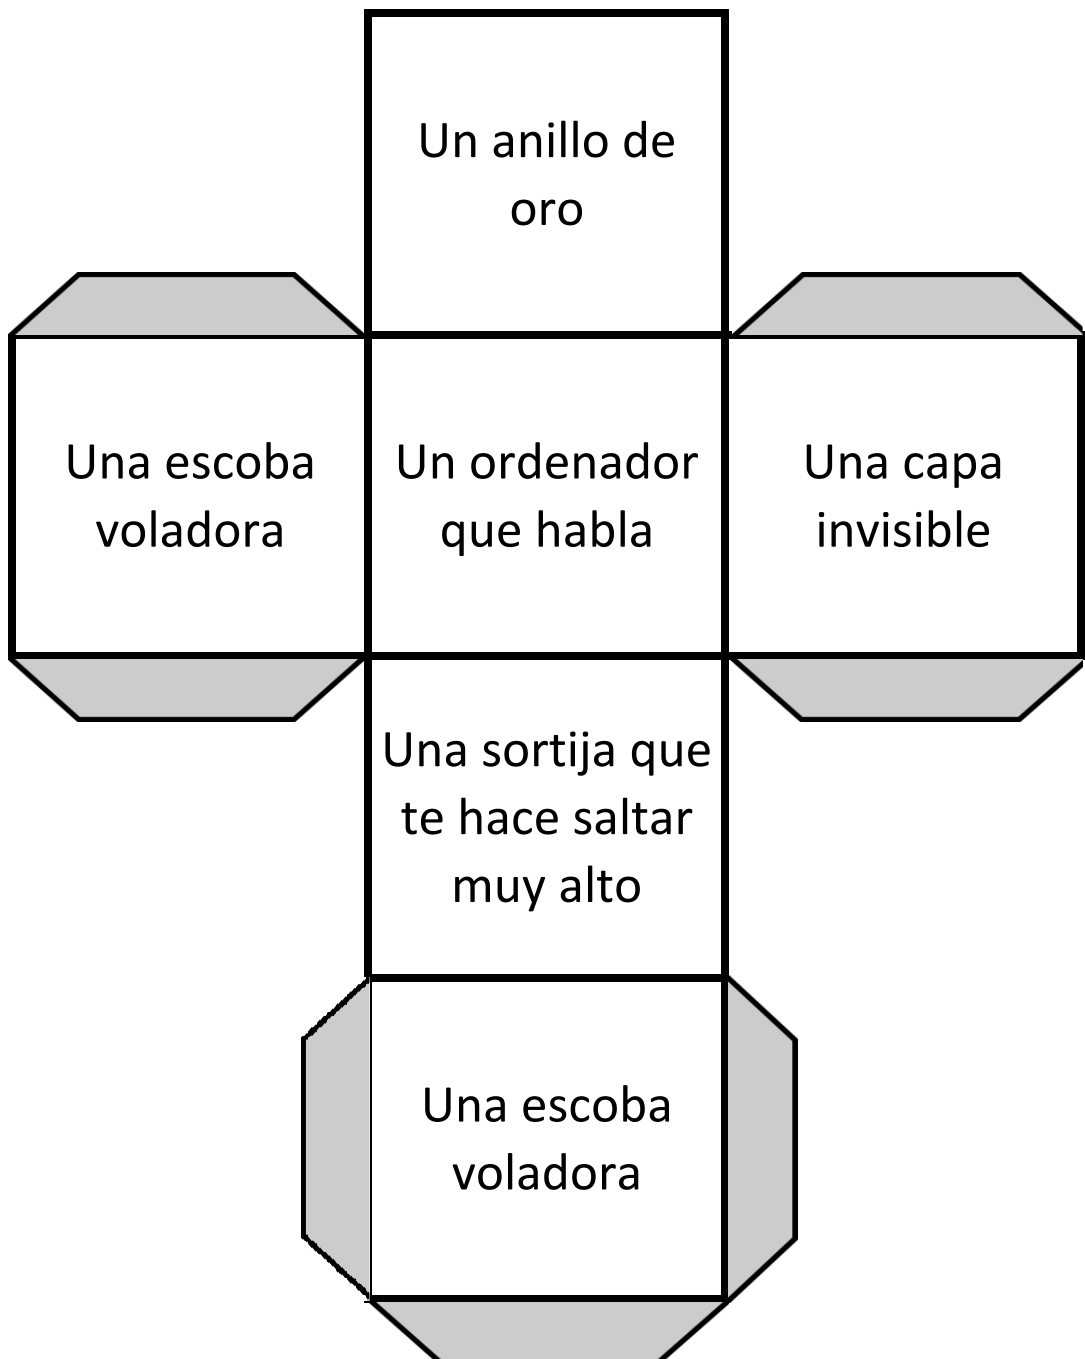 Un anillo de
oro
Una escoba
voladora
Un ordenador
que habla
Una capa
invisible
Una sortija que
te hace saltar
muy alto
Una escoba
voladora